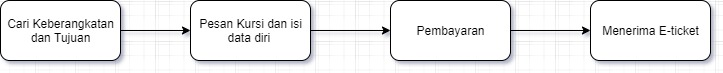 Cari Keberangkatan
dan Tujuan
Pesan Kursi dan isi
data diri
Pembayaran
Menerima E-ticket